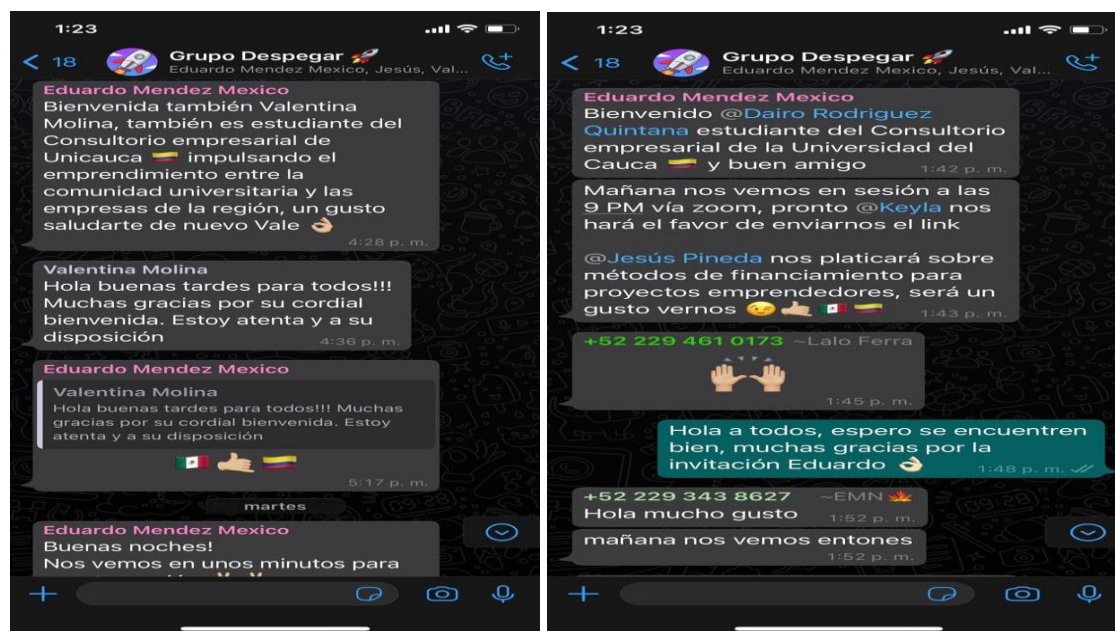 1:23
18
Grupo Despegar 🚀
Eduardo Mendez Mexico, Jesús, Val...
Eduardo Mendez Mexico
Bienvenida también Valentina
Molina, también es estudiante del
Consultorio empresarial de
Unicauca 🇨🇴 impulsando el
emprendimiento entre la
comunidad universitaria y las
empresas de la región, un gusto
saludarte de nuevo Vale 👌🏼
4:28 p. m.
Valentina Molina
Hola buenas tardes para todos!!!
Muchas gracias por su cordial
bienvenida. Estoy atenta y a su
disposición
4:36 p. m.
Eduardo Mendez Mexico
Valentina Molina
Hola buenas tardes para todos!!! Muchas
gracias por su cordial bienvenida. Estoy
atenta y a su disposición
🇲🇽 🤙🏼 🇨🇴
5:17 p. m.
martes
Eduardo Mendez Mexico
Buenas noches!
Nos vemos en unos minutos para
1:23
18
Grupo Despegar 🚀
Eduardo Mendez Mexico, Jesús, Val...
Eduardo Mendez Mexico
Bienvenido @Dairo Rodriguez
Quintana estudiante del Consultorio
empresarial de la Universidad del
Cauca 🇨🇴 y buen amigo
1:42 p. m.
Mañana nos vemos en sesión a las
9 PM vía zoom, pronto @Keyla nos
hará el favor de enviarnos el link
@Jesús Pineda nos platicará sobre
métodos de financiamiento para
proyectos emprendedores, será un
gusto vernos 😉 🤙🏼 🇲🇽 🇨🇴
1:43 p. m.
+52 229 461 0173 ~Lalo Ferra
🙌🏼
1:45 p. m.
Hola a todos, espero se encuentren
bien, muchas gracias por la
invitación Eduardo 👌🏻
1:48 p. m.
+52 229 343 8627 ~EMN 🍁
Hola mucho gusto
1:52 p. m.
mañana nos vemos entones
1:52 p. m.